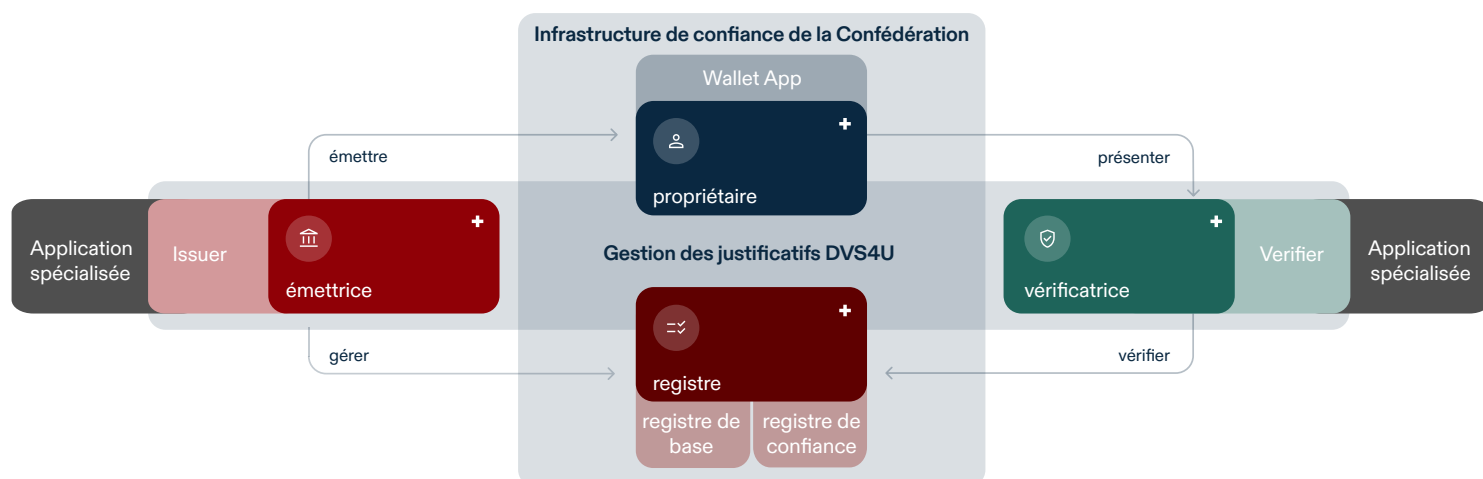 Infrastructure de confiance de la Confédération
Wallet App
émettre
présenter
propriétaire
Application
spécialisée
Issuer
émettrice
Gestion des justificatifs DVS4U
vérificatrice
Verifier
Application
spécialisée
gérer
vérifier
registre
registre de
base
registre de
confiance